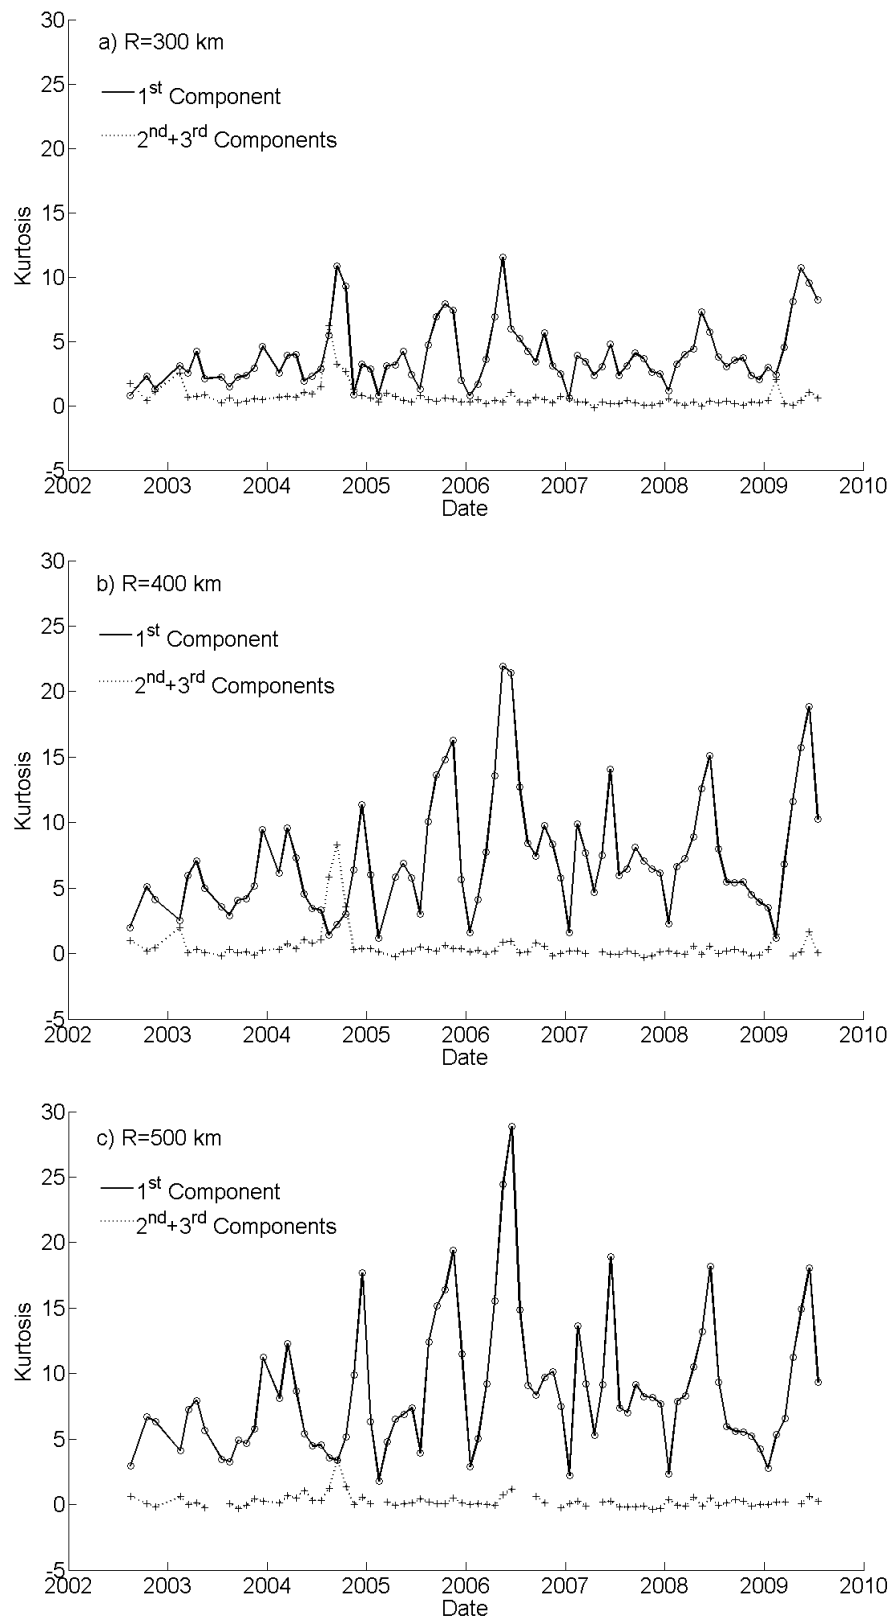 30
a) R=300 km
25
1st Component
2nd+3rd Components
20
15
Kurtosis
10
5
0
-5
2002 2003 2004 2005 2006 2007 2008 2009 2010
Date
30
b) R=400 km
25
1st Component
2nd+3rd Components
20
15
Kurtosis
10
5
0
-5
2002 2003 2004 2005 2006 2007 2008 2009 2010
Date
30
c) R=500 km
25
1st Component
2nd+3rd Components
20
15
Kurtosis
10
5
0
-5
2002 2003 2004 2005 2006 2007 2008 2009 2010
Date